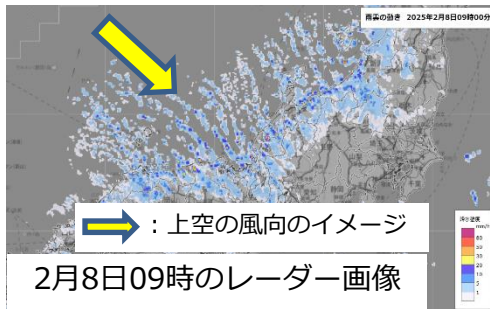 雨雲の動き 2025年2月8日09時00分
静岡
：上空の風向のイメージ
降水強度
mm/h
80
50
30
20
10
5
1
2月8日09時のレーダー画像